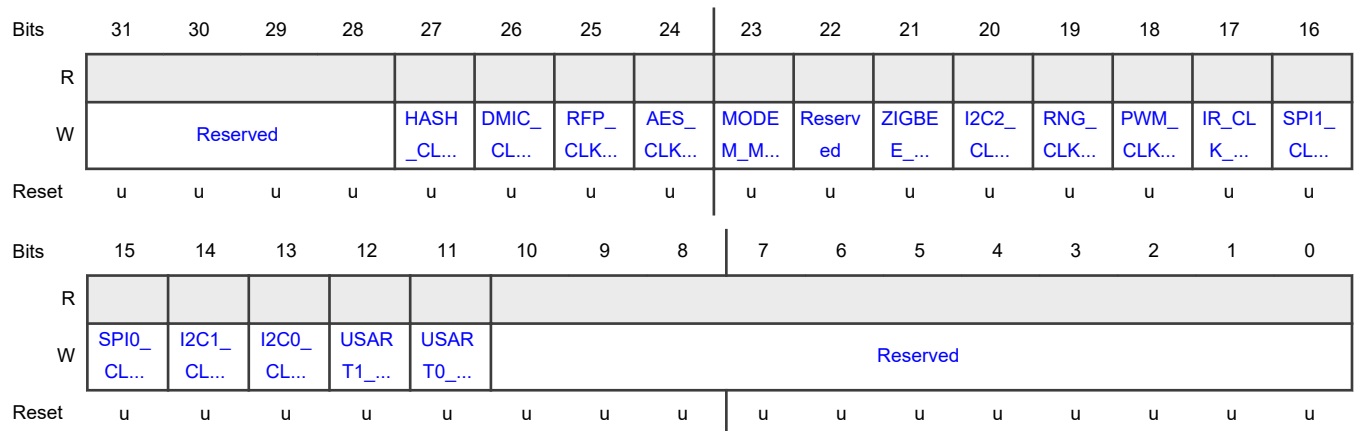 Bits 31 30 29 28 27 26 25 24 23 22 21 20 19 18 17 16
R
W Reserved HASH DMIC_ RFP_ AES_ MODE Reserv ZIGBE I2C2_ RNG_ PWM_ IR_CL SPI1_
_CL... CL... CLK... CLK... M_M... ed E_... CL... CLK... CLK... K_... CL...
Reset u u u u u u u u u u u u u u u u
Bits 15 14 13 12 11 10 9 8 7 6 5 4 3 2 1 0
R
W SPI0_ I2C1_ I2C0_ USAR USAR Reserved
CL... CL... CL... T1_... T0_...
Reset u u u u u u u u u u u u u u u u